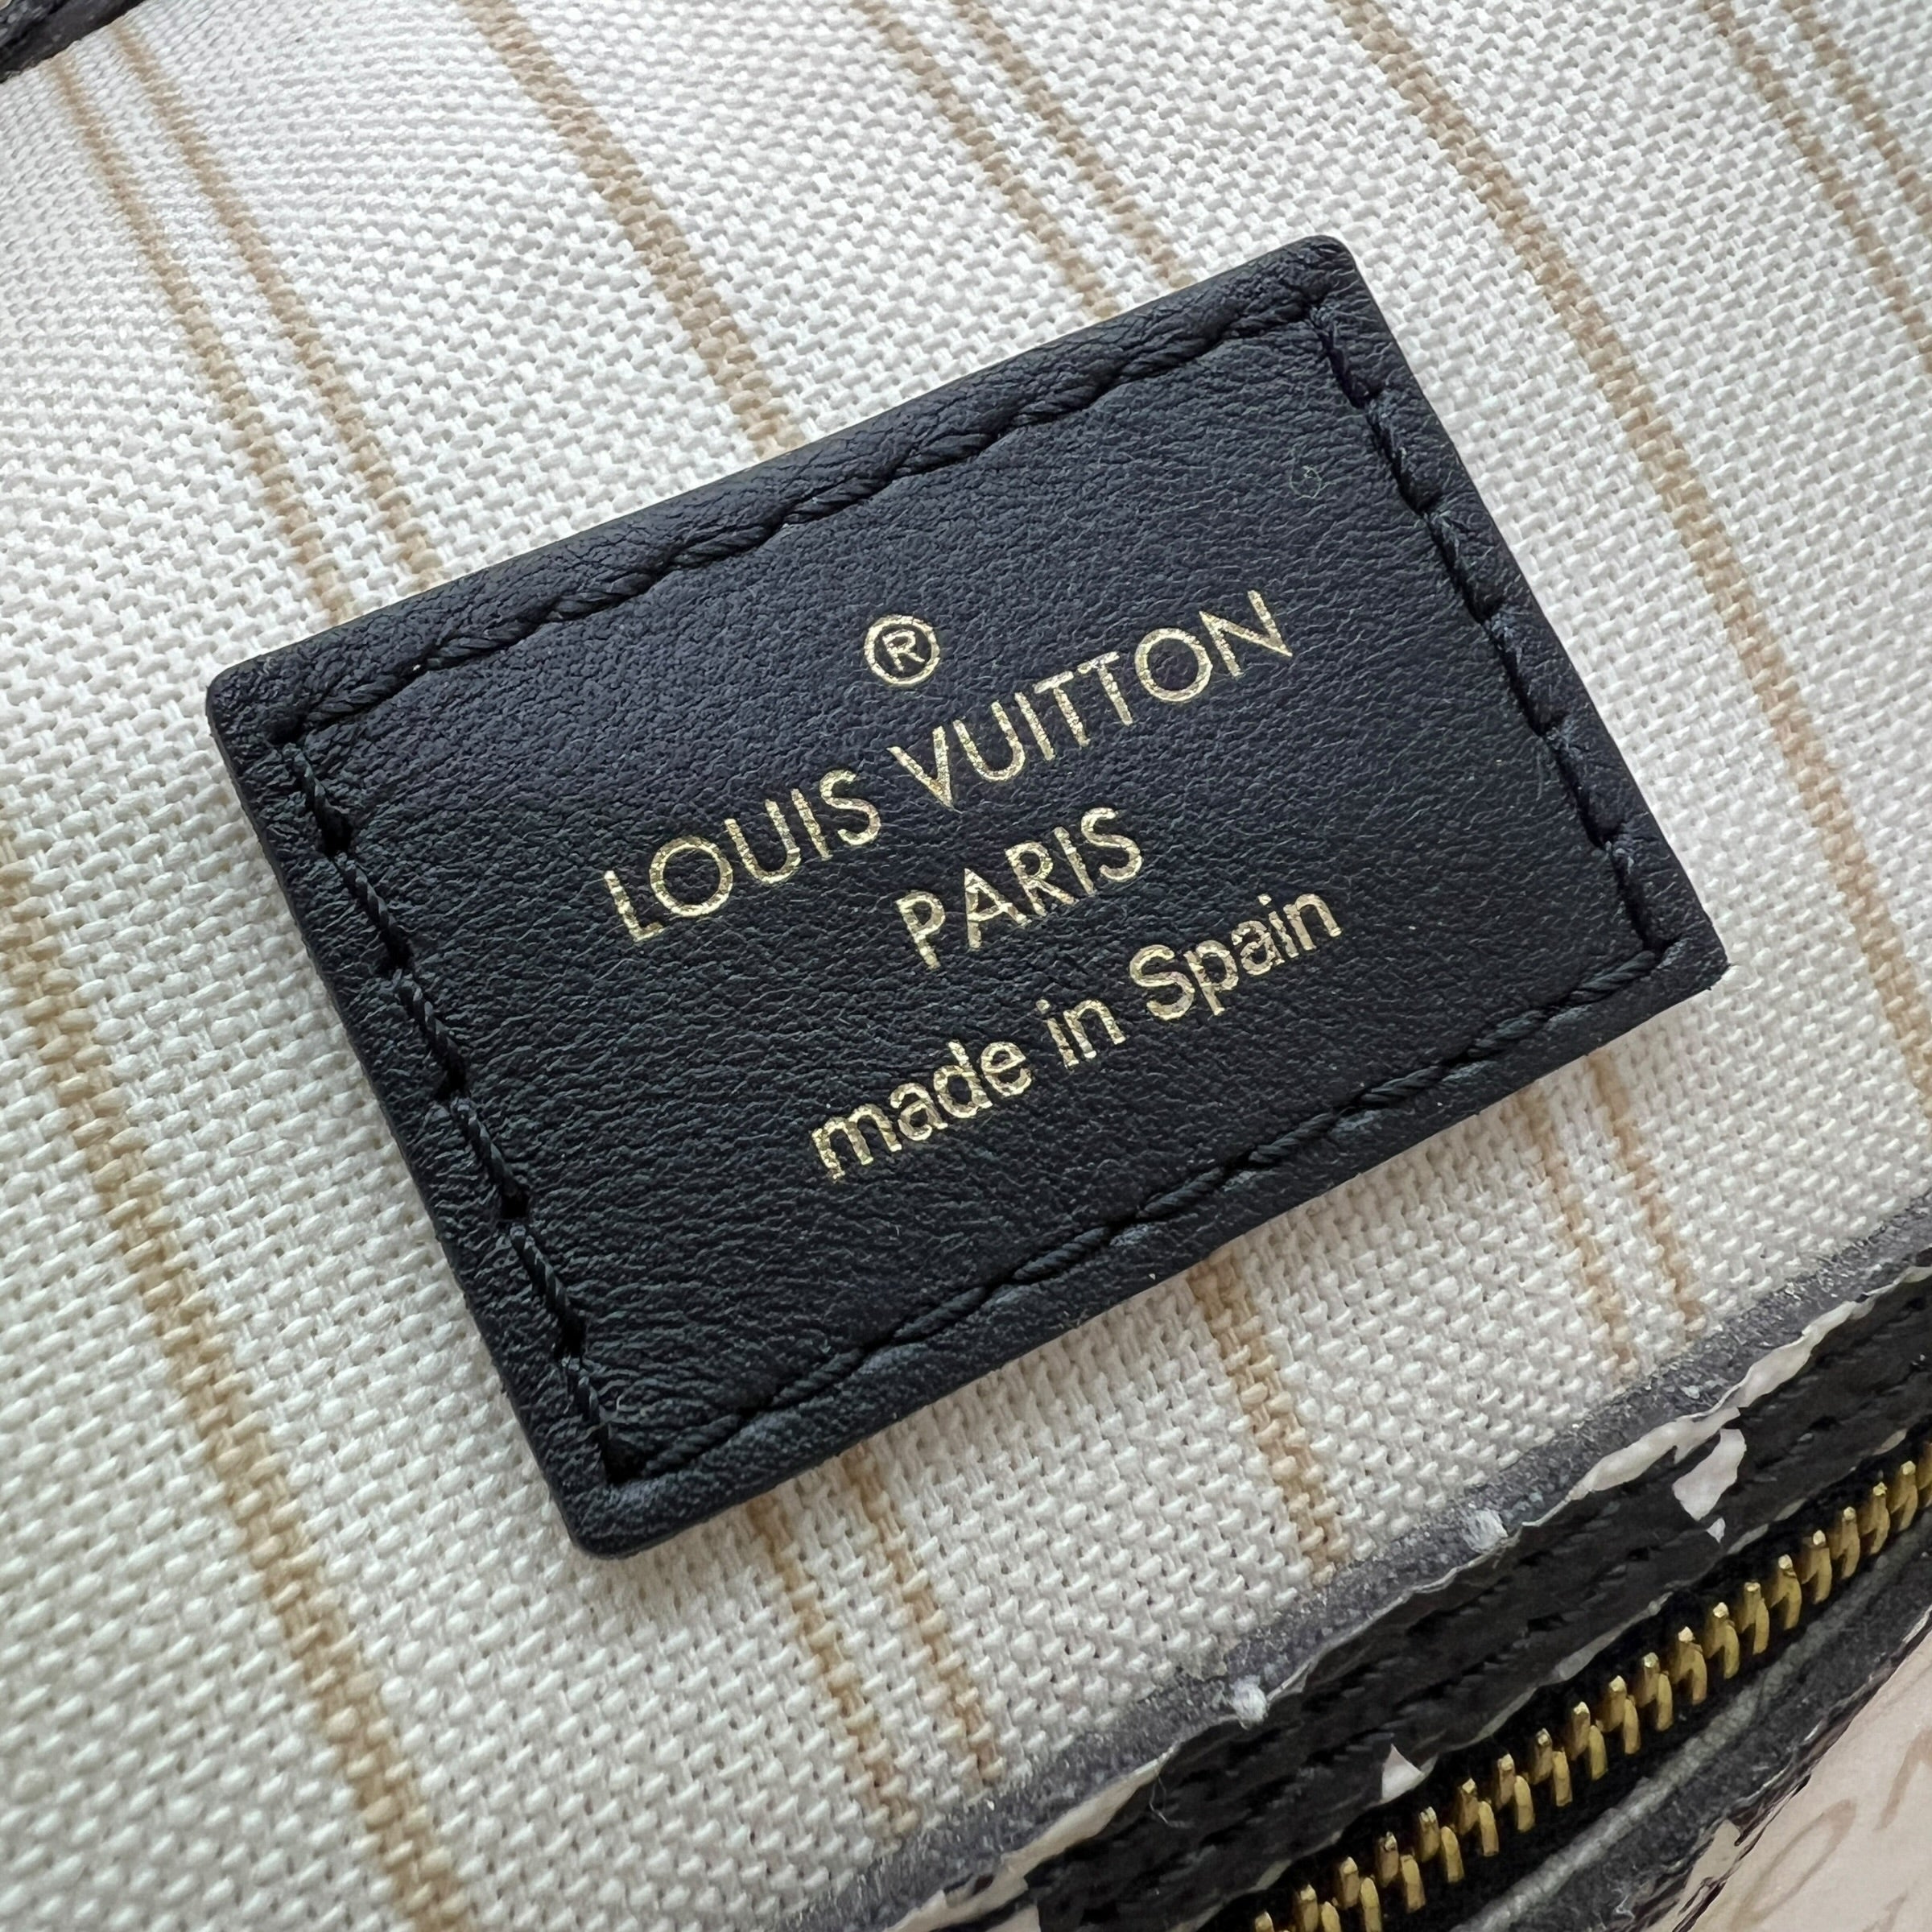 ®
LOUIS VUITTON
PARIS
made in Spain